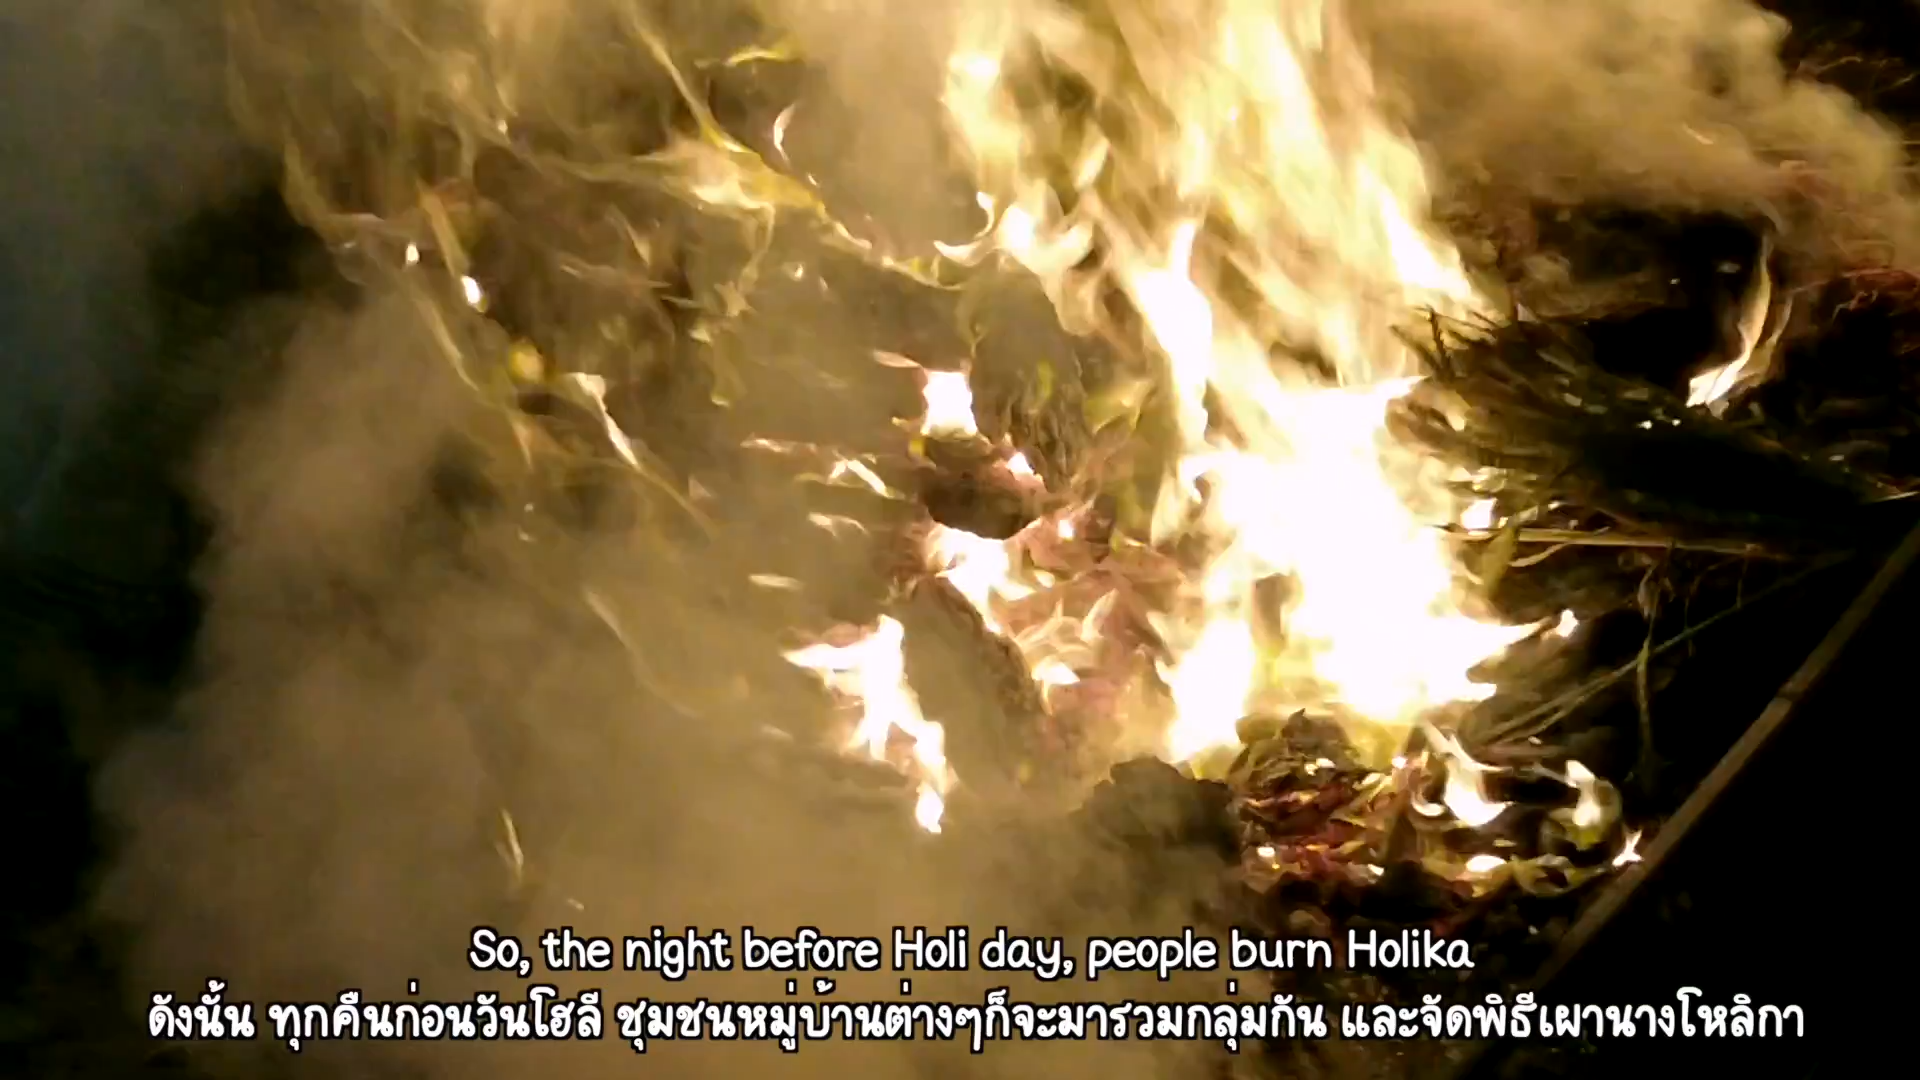 So, the night before Holi day, people burn Holika
ดังนั้น ทุกคืนก่อนวันโฮลี ชุมชนหมู่บ้านต่างๆก็จะมารวมกลุ่มกัน และจัดพิธีเผานางโหลิกา